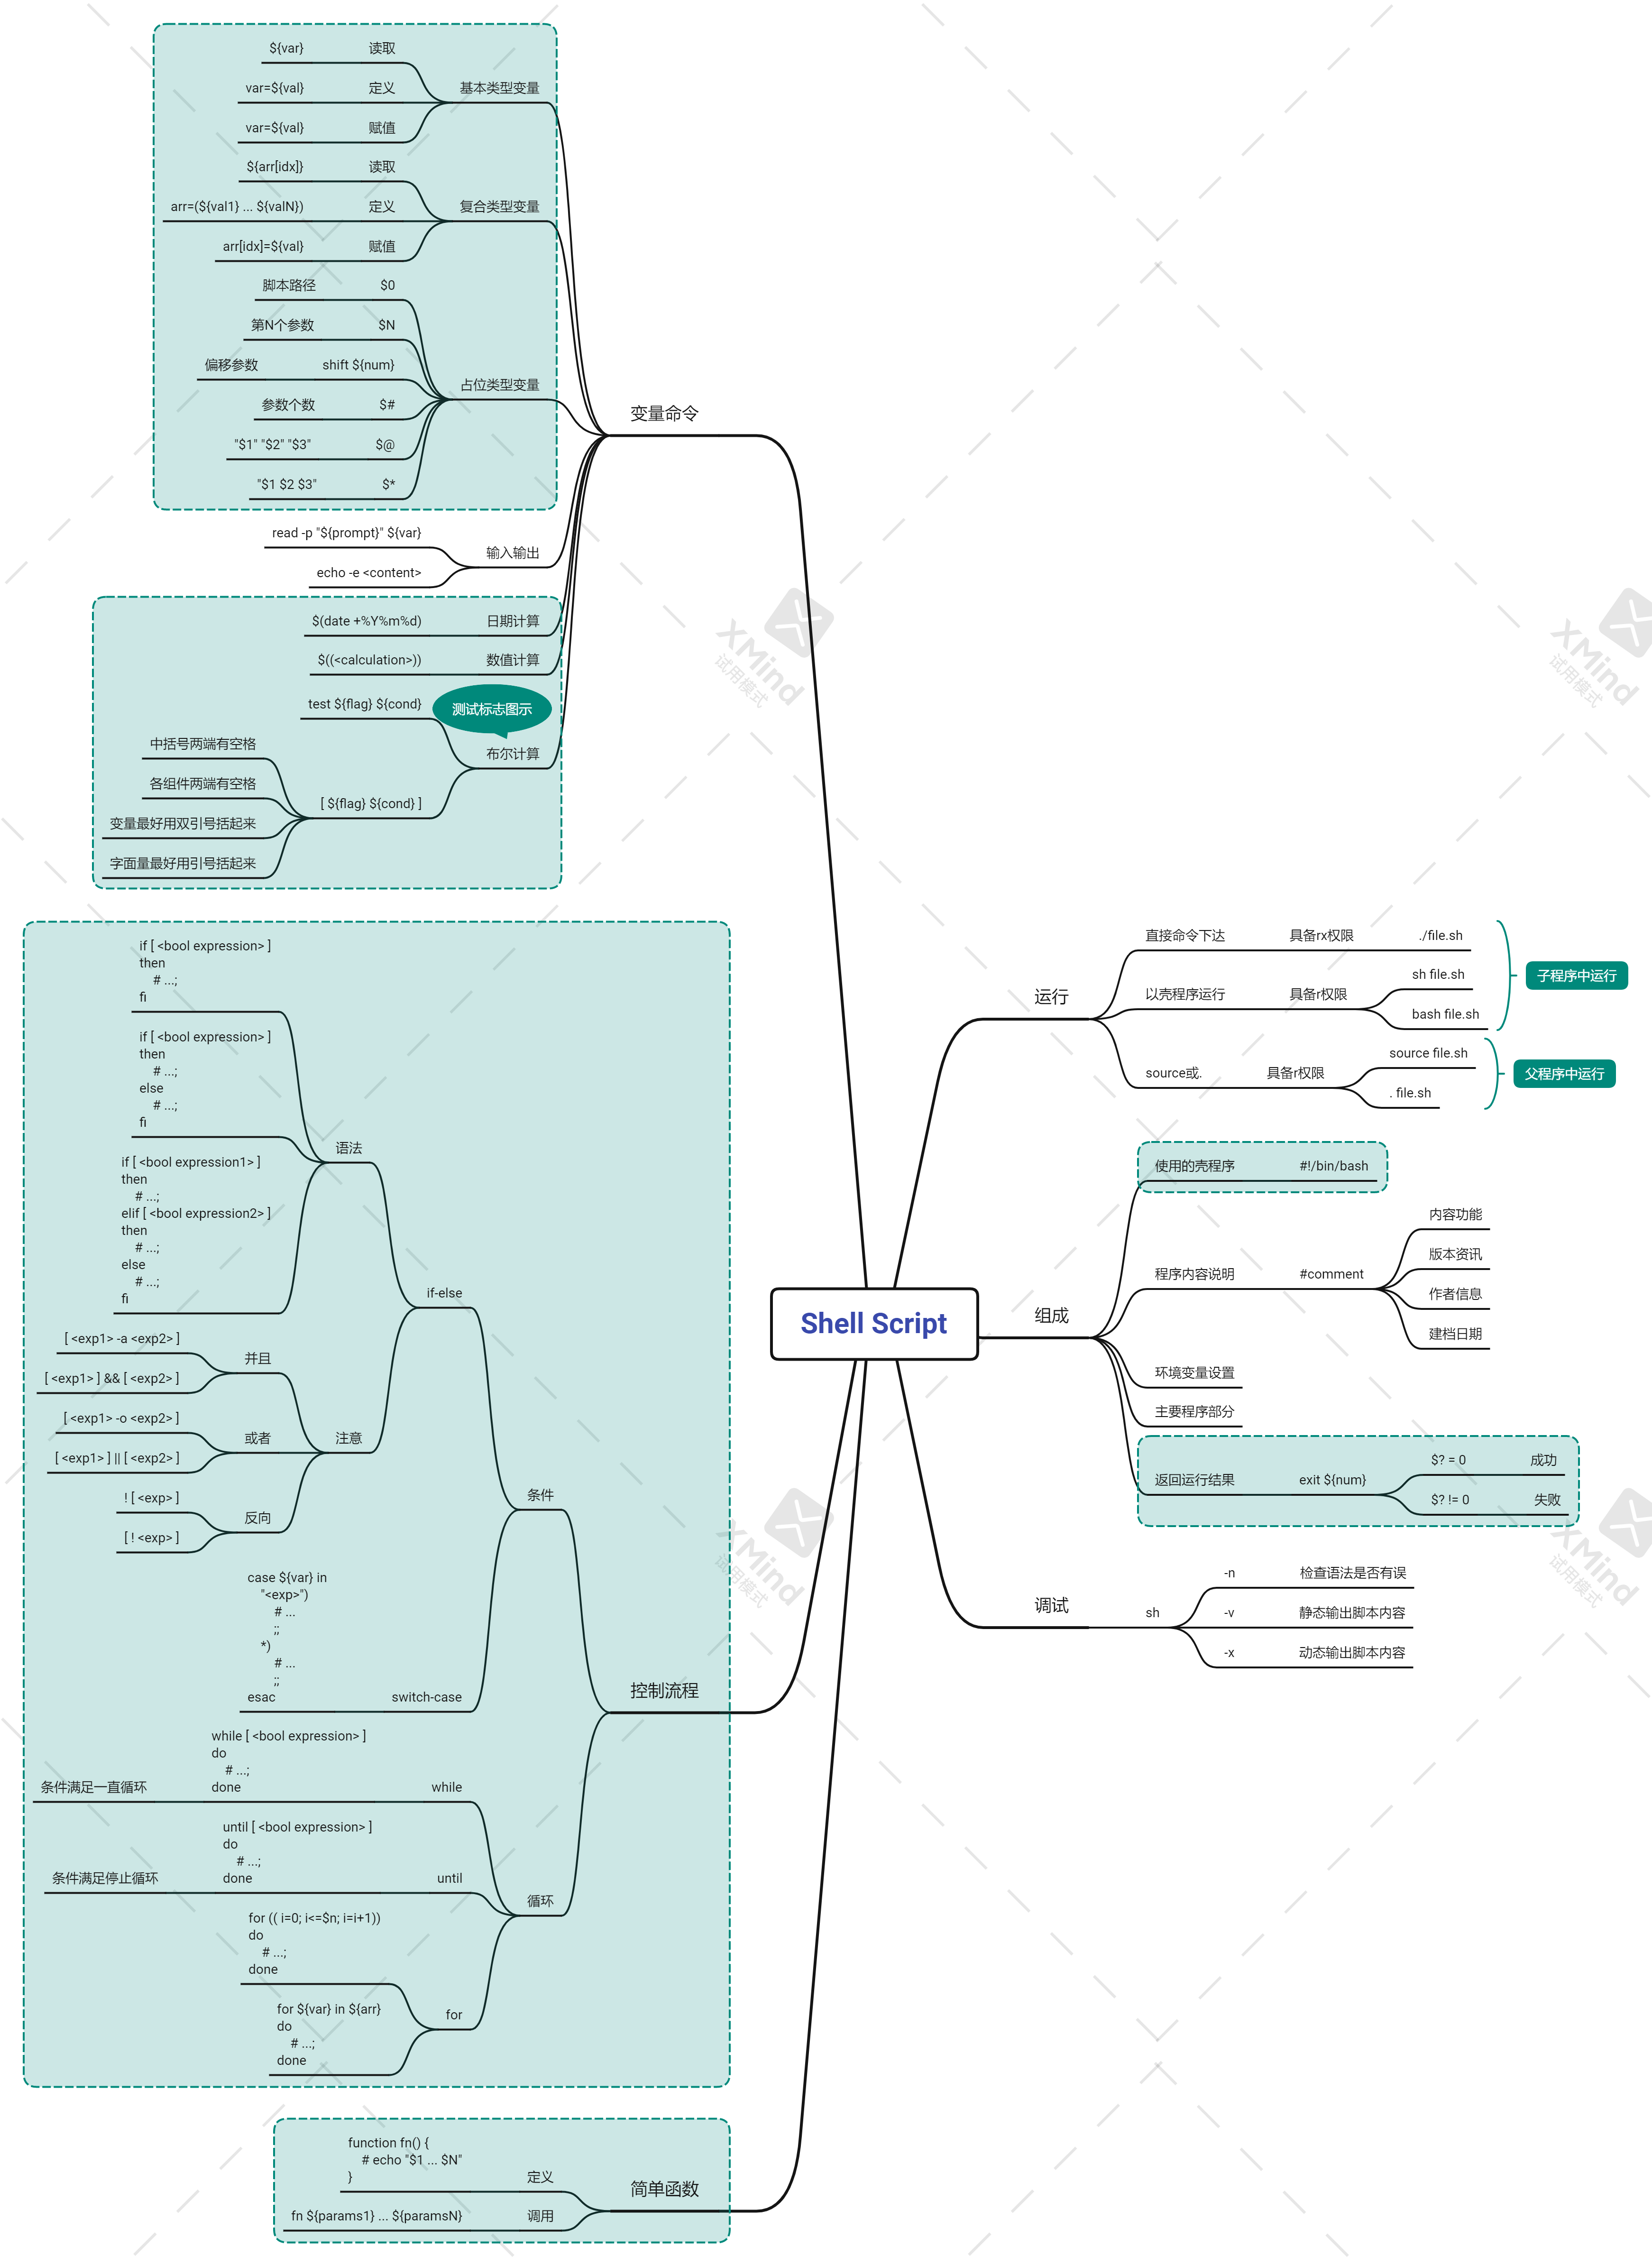 Shell Script
运行
直接命令下达
具备rx权限
./file.sh
以壳程序运行
具备r权限
sh file.sh
bash file.sh
子程序中运行
source或.
具备r权限
source file.sh
. file.sh
父程序中运行
组成
使用的壳程序
#!/bin/bash
程序内容说明
#comment
内容功能
版本资讯
作者信息
建档日期
环境变量设置
主要程序部分
返回运行结果
exit ${num}
$? = 0
成功
$? != 0
失败
调试
sh
-n
检查语法是否有误
-v
静态输出脚本内容
-x
动态输出脚本内容
变量命令
基本类型变量
读取
${var}
定义
var=${val}
赋值
var=${val}
复合类型变量
读取
${arr[idx]}
定义
arr=(${val1} ... ${valN})
赋值
arr[idx]=${val}
占位类型变量
$0
脚本路径
$N
第N个参数
shift ${num}
偏移参数
$#
参数个数
$@
"$1" "$2" "$3"
$*
"$1 $2 $3"
输入输出
read -p "${prompt}" ${var}
echo -e <content>
日期计算
$(date +%Y%m%d)
数值计算
$((<calculation>))
测试标志图示
布尔计算
test ${flag} ${cond}
[ ${flag} ${cond} ]
中括号两端有空格
各组件两端有空格
变量最好用双引号括起来
字面量最好用引号括起来
控制流程
条件
if-else
语法
if [ <bool expression> ]
then
# ...;
fi
if [ <bool expression> ]
then
# ...;
else
# ...;
fi
if [ <bool expression1> ]
then
# ...;
elif [ <bool expression2> ]
then
# ...;
else
# ...;
fi
注意
并且
[ <exp1> -a <exp2> ]
[ <exp1> ] && [ <exp2> ]
或者
[ <exp1> -o <exp2> ]
[ <exp1> ] || [ <exp2> ]
反向
! [ <exp> ]
[ ! <exp> ]
switch-case
case ${var} in
"<exp>")
# ...
;;
*)
# ...
;;
esac
循环
while
while [ <bool expression> ]
do
# ...;
done
条件满足一直循环
until
until [ <bool expression> ]
do
# ...;
done
条件满足停止循环
for
for (( i=0; i<=$n; i=i+1))
do
# ...;
done
for ${var} in ${arr}
do
# ...;
done
简单函数
定义
function fn() {
# echo "$1 ... $N"
}
调用
fn ${params1} ... ${paramsN}
XMind
试用模式
XMind
试用模式
XMind
试用模式
XMind
试用模式